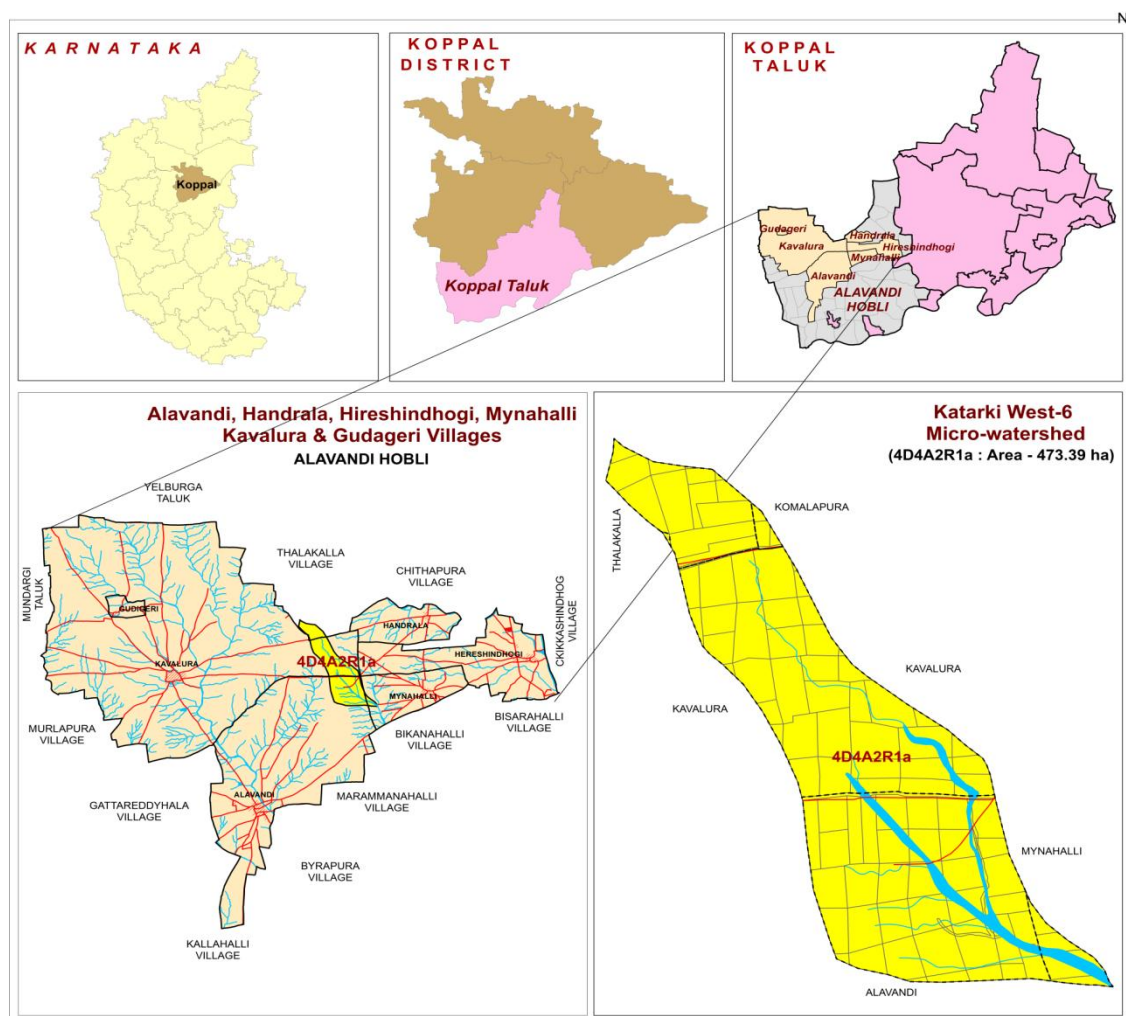 N
KARNATAKA
Koppal
KOPPAL
DISTRICT
Koppal Taluk
KOPPAL
TALUK
Gudageri
Kavalura
Handrala
Hireshindhogi
Mynahalli
Alavandi
ALAVANDI
HOBLI
Alavandi, Handrala, Hireshindhogi, Mynahalli
Kavalura & Gudageri Villages
ALAVANDI HOBLI
YELBURGA
TALUK
MUNDARGI
TALUK
THALAKALLA
VILLAGE
CHITHAPURA
VILLAGE
CKIKKASHINDHOG
VILLAGE
GUDIGERI
HANDRALA
KAVALURA
4D4A2R1a
HERESHINDHOGI
MYNAHALLI
MURLAPURA
VILLAGE
BIKANAHALLI
VILLAGE
BISARAHALLI
VILLAGE
GATTAREDDYHALA
VILLAGE
ALAVANDI
MARAMMANAHALLI
VILLAGE
BYRAPURA
VILLAGE
KALLAHALLI
VILLAGE
Katarki West-6
Micro-watershed
(4D4A2R1a : Area - 473.39 ha)
THALAKALLA
KOMALAPURA
KAVALURA
KAVALURA
4D4A2R1a
MYNAHALLI
ALAVANDI